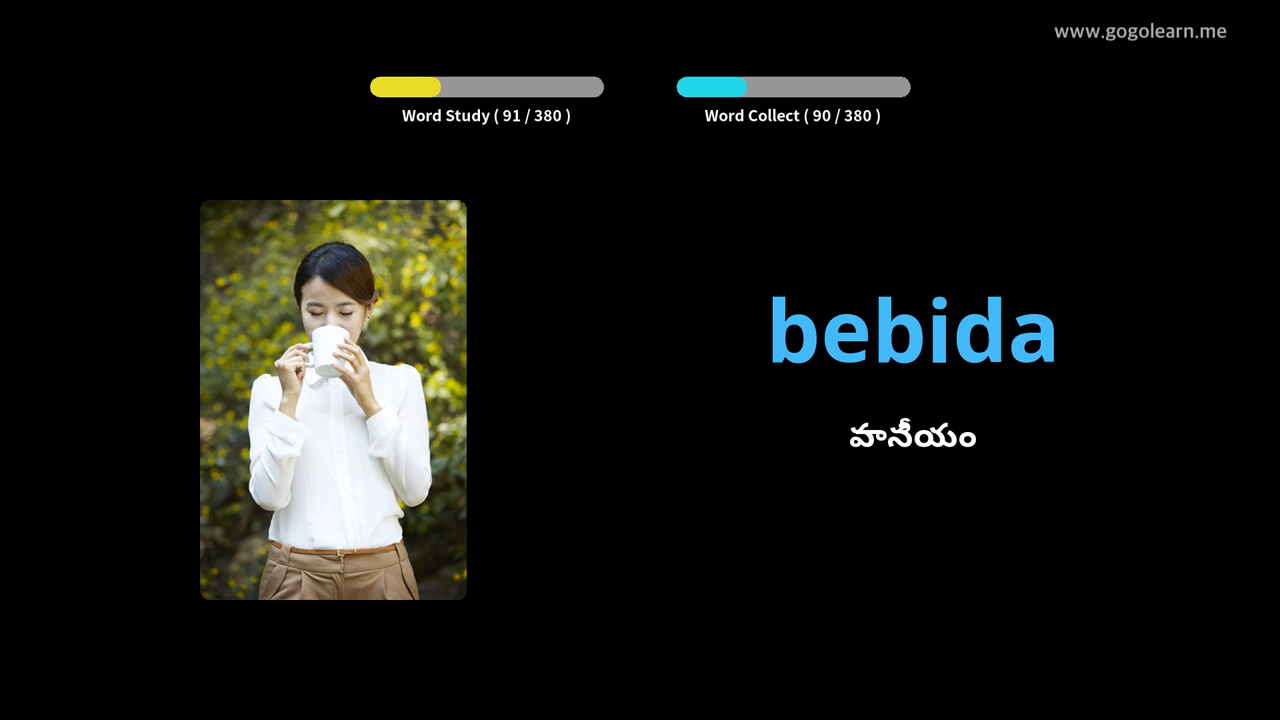 www.gogolearn.me
Word Study ( 91 / 380 )
Word Collect ( 90 / 380 )
bebida
పానీయం